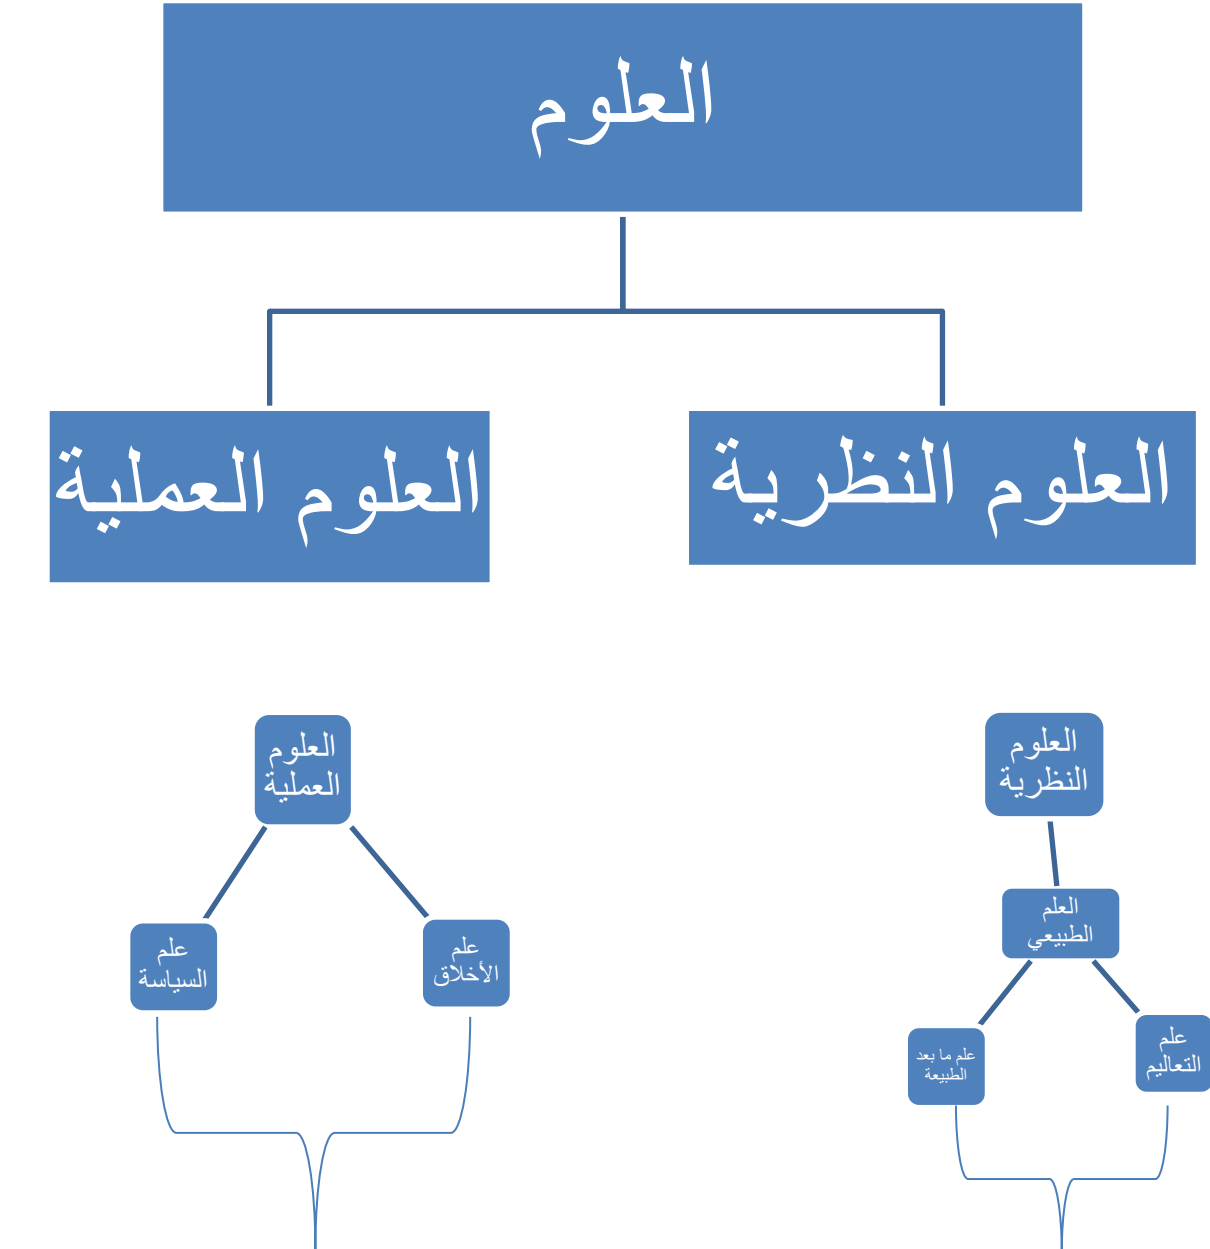 العلوم
العلوم النظرية
العلوم العملية
العلوم
النظرية
العلم
الطبيعي
علم
التعاليم
علم ما بعد
الطبيعة
العلوم
العملية
علم
الأخلاق
علم
السياسة